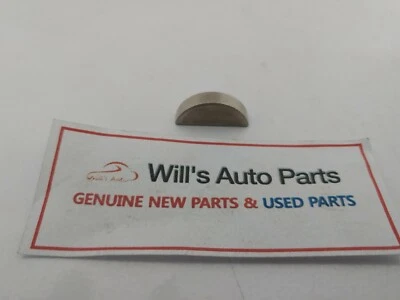 Will's Auto Parts
GENUINE NEW PARTS & USED PARTS